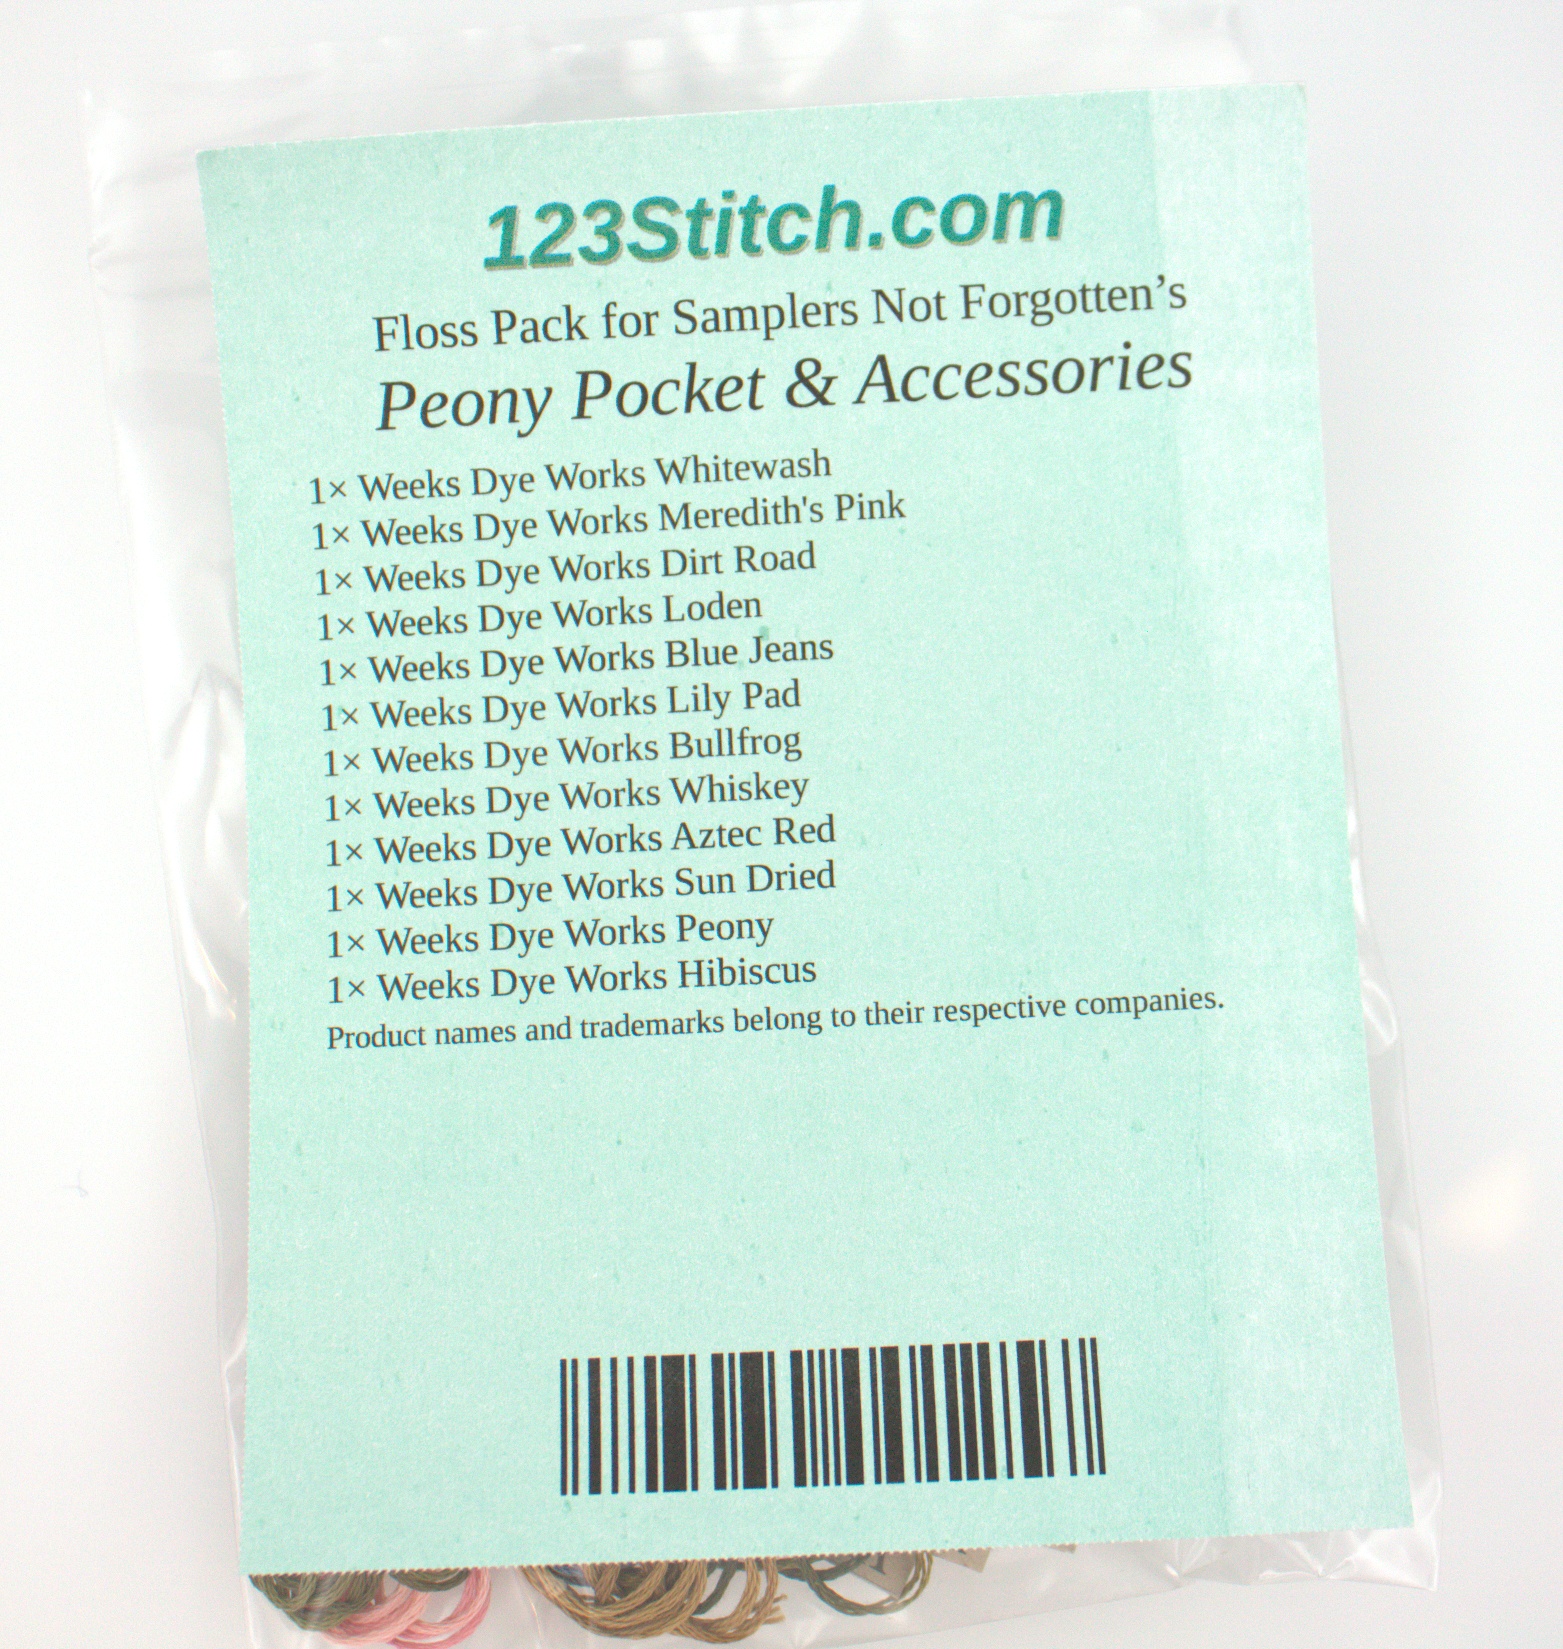 123Stitch.com
Floss Pack for Samplers Not Forgotten’s
Peony Pocket & Accessories
1× Weeks Dye Works Whitewash
1× Weeks Dye Works Meredith's Pink
1× Weeks Dye Works Dirt Road
1× Weeks Dye Works Loden
1× Weeks Dye Works Blue Jeans
1× Weeks Dye Works Lily Pad
1× Weeks Dye Works Bullfrog
1× Weeks Dye Works Whiskey
1× Weeks Dye Works Aztec Red
1× Weeks Dye Works Sun Dried
1× Weeks Dye Works Peony
1× Weeks Dye Works Hibiscus
Product names and trademarks belong to their respective companies.